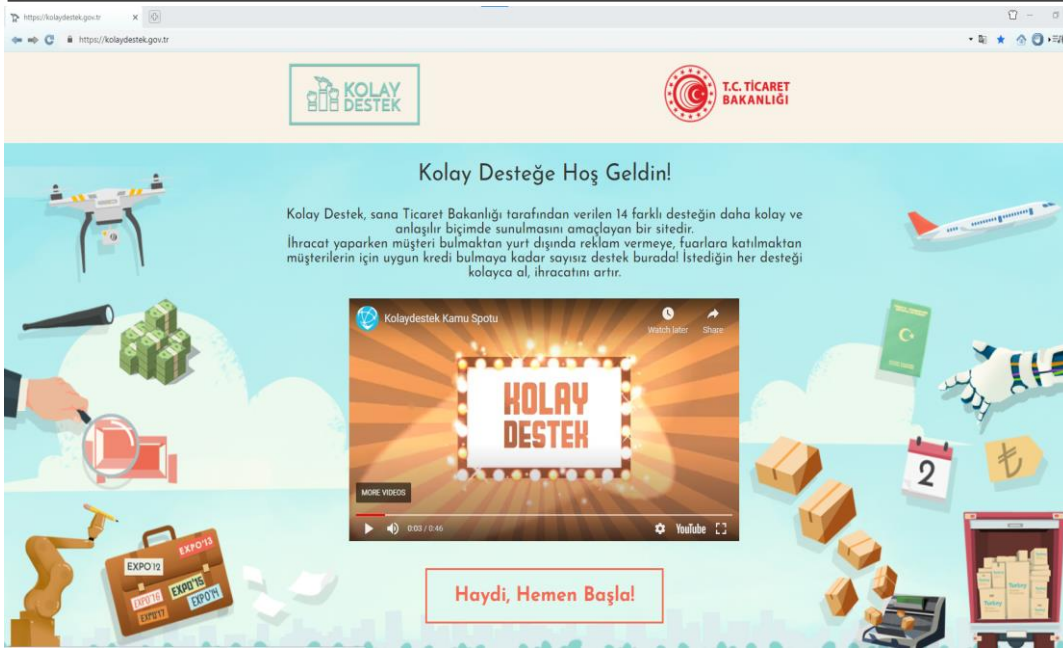 https://kolaydestek.gov.tr
https://kolaydestek.gov.tr
KOLAY
DESTEK
T.C. TİCARET
BAKANLIĞI
Kolay Desteğe Hoş Geldin!
Kolay Destek, sana Ticaret Bakanlığı tarafından verilen 14 farklı desteğin daha kolay ve
anlaşılır biçimde sunulmasını amaçlayan bir sitedir.
İhracat yaparken müşteri bulmaktan yurt dışında reklam vermeye, fuarlara katılmaktan
müşterilerin için uygun kredi bulmaya kadar sayısız destek burada! İstediğin her desteği
kolayca al, ihracatını artır.
Kolaydestek Kamu Spotu
Watch later
Share
KOLAY
DESTEK
MORE VIDEOS
0:03 / 0:46
YouTube
2
EXPO'12
EXPO'13
EXPO'16
EXPO'15
EXPO'14
EXPO'17
Turkey
Turkey
Turkey
Haydi, Hemen Başla!